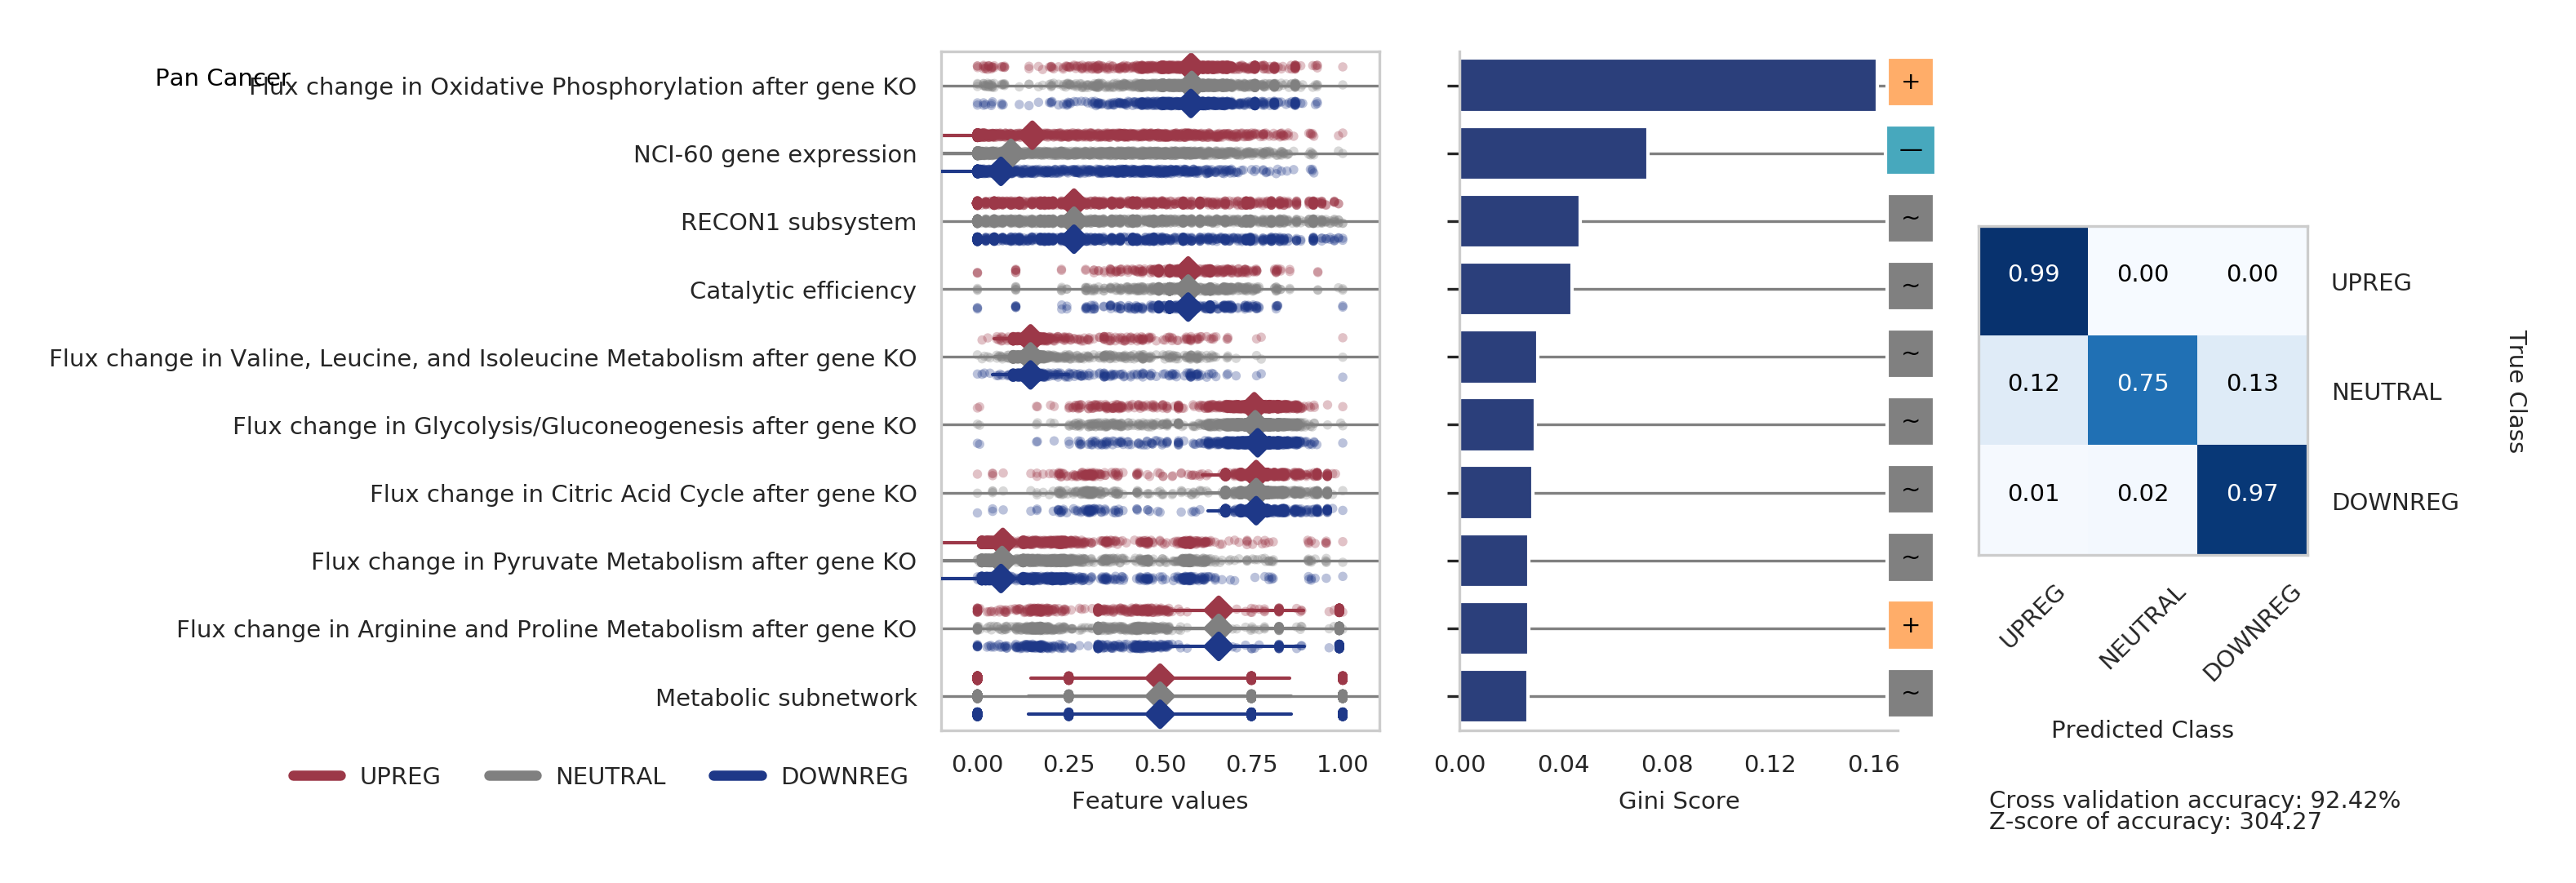 Pan Cancer
Flux change in Oxidative Phosphorylation after gene KO
NCI-60 gene expression
RECON1 subsystem
Catalytic efficiency
Flux change in Valine, Leucine, and Isoleucine Metabolism after gene KO
Flux change in Glycolysis/Gluconeogenesis after gene KO
Flux change in Citric Acid Cycle after gene KO
Flux change in Pyruvate Metabolism after gene KO
Flux change in Arginine and Proline Metabolism after gene KO
Metabolic subnetwork
UPREG NEUTRAL DOWNREG
0.00 0.25 0.50 0.75 1.00
Feature values
+
—
~
~
~
~
~
~
+
~
0.00 0.04 0.08 0.12 0.16
Gini Score
0.99 0.00 0.00 UPREG
0.12 0.75 0.13 NEUTRAL
0.01 0.02 0.97 DOWNREG
True Class
UPREG NEUTRAL DOWNREG
Predicted Class
Cross validation accuracy: 92.42%
Z-score of accuracy: 304.27